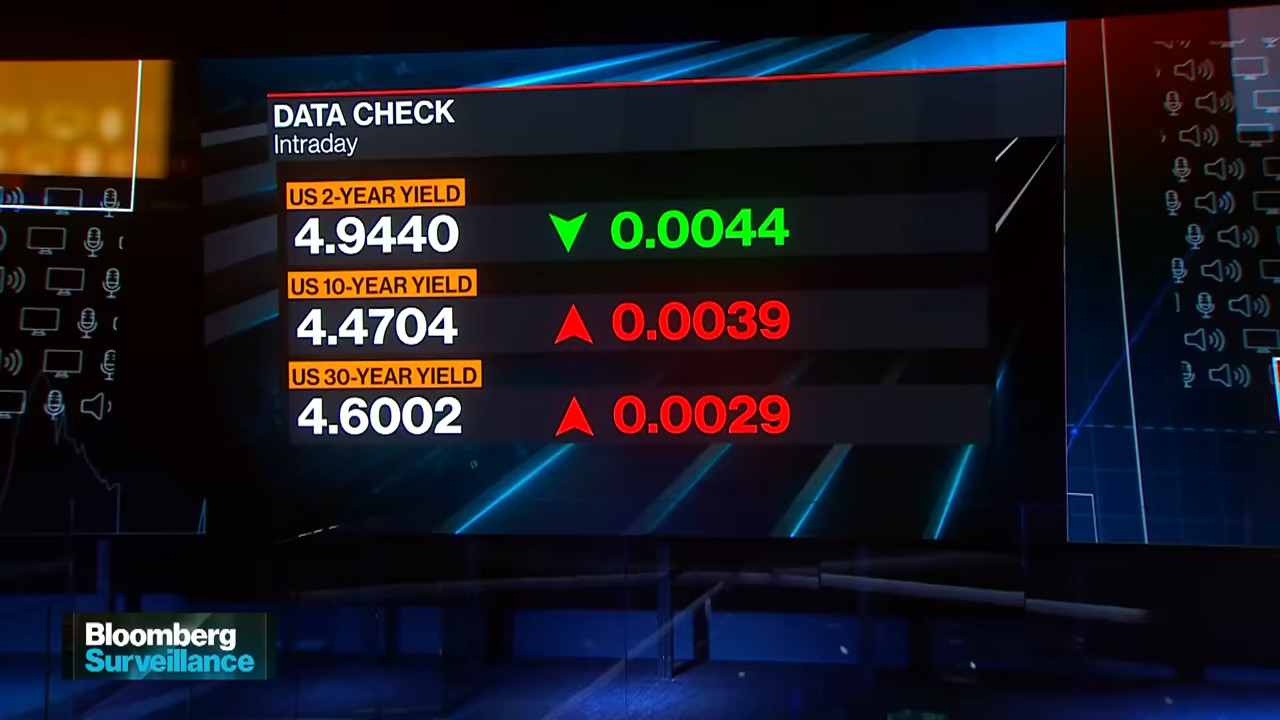 DATA CHECK
Intraday
US 2-YEAR YIELD
4.9440 0.0044
US 10-YEAR YIELD
4.4704 0.0039
US 30-YEAR YIELD
4.6002 0.0029
Bloomberg
Surveillance